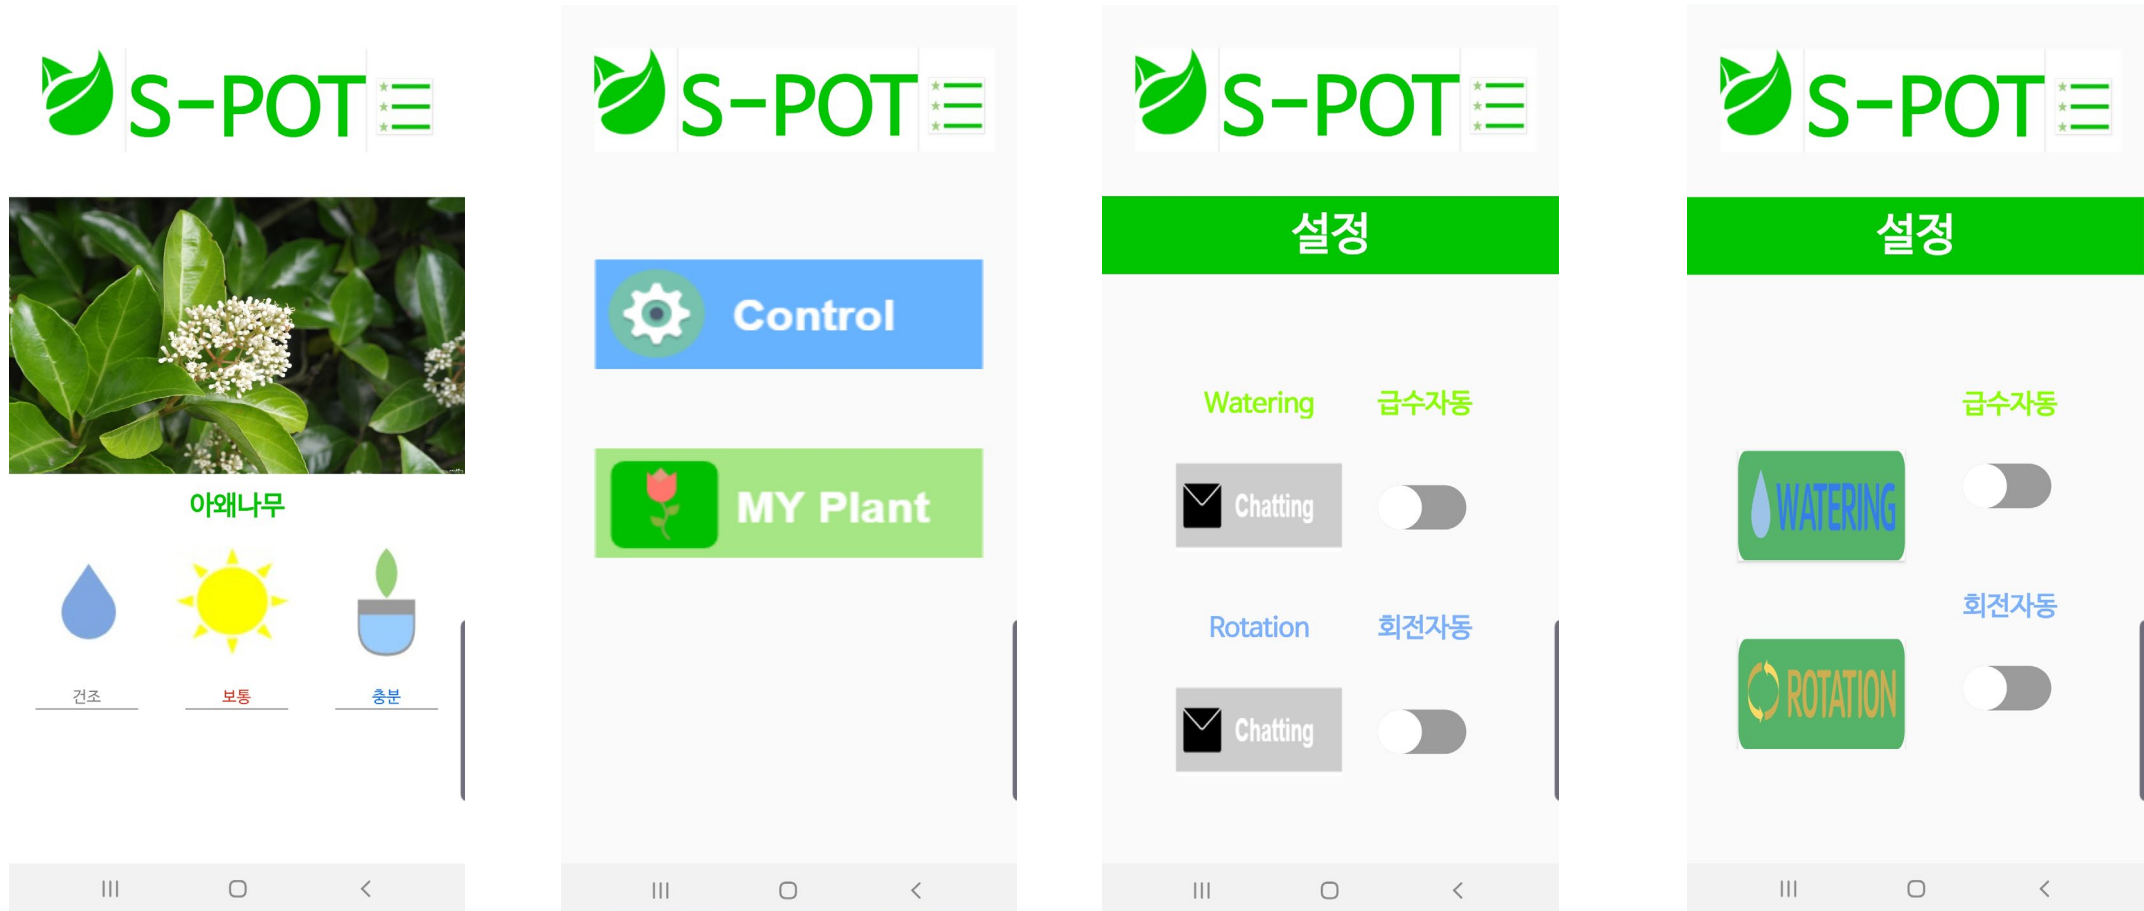 S-POT
아왜나무
건조 보통 충분
S-POT
Control
MY Plant
S-POT
설정
Watering 급수자동
Chatting
Rotation 회전자동
Chatting
S-POT
설정
급수자동
WATERING
회전자동
ROTATION